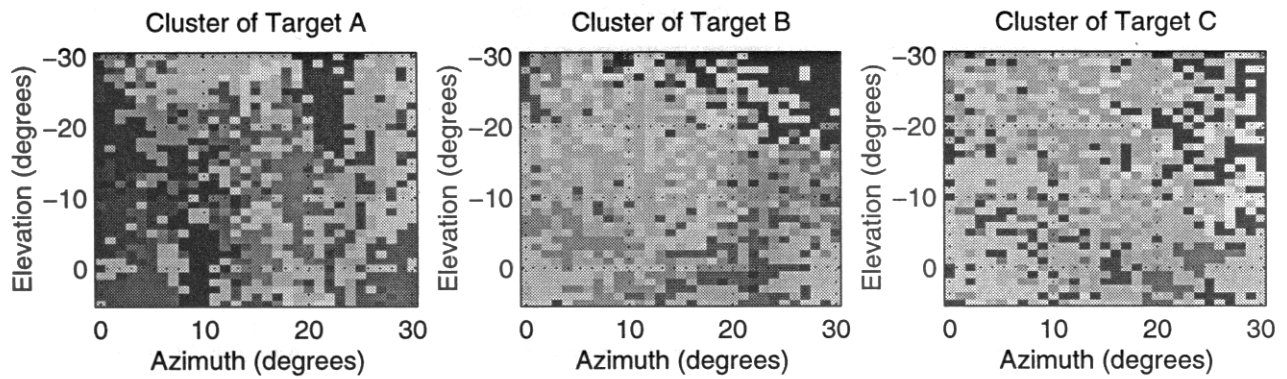 Cluster of Target A
Elevation (degrees)
−30
−20
−10
0
0 10 20 30
Azimuth (degrees)
Cluster of Target B
Elevation (degrees)
−30
−20
−10
0
0 10 20 30
Azimuth (degrees)
Cluster of Target C
Elevation (degrees)
−30
−20
−10
0
0 10 20 30
Azimuth (degrees)